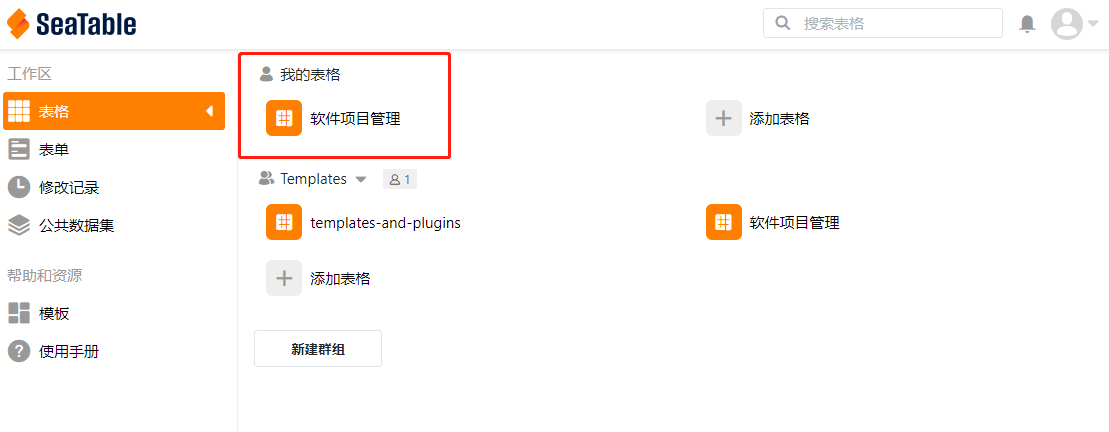 SeaTable
搜索表格
工作区
表格
表单
修改记录
公共数据集
帮助和资源
模板
使用手册
我的表格
软件项目管理
添加表格
Templates
1
templates-and-plugins
软件项目管理
添加表格
新建群组